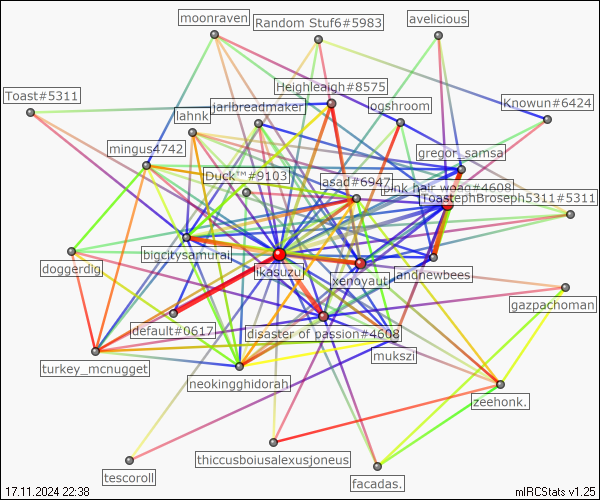 moonraven
Random Stuf6#5983
avelicious
Heighleigh#8575
Toast#5311
jarlbreadmaker
ogshroom
Knowun#6424
lahnk
mingus4742
gregor_samsa
Duck™#9103
asad#6947
pink hair woag#4608
ToastephBroseph5311#5311
bigcitysamurai
doggerdig
ikasuzu
xenoyaut
andnewbees
gazpachoman
default#0617
disaster of passion#4608
mukszi
turkey_mcnugget
neokingghidorah
zeehonk.
thiccusboiusalexusjoneus
tescoroll
facadas.
17.11.2024 22:38
mIRCStats v1.25